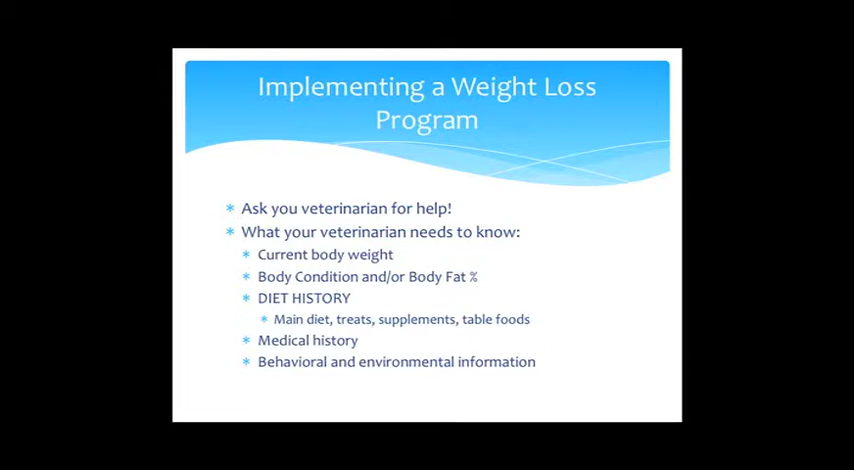 Implementing a Weight Loss
Program
* Ask you veterinarian for help!
* What your veterinarian needs to know:
* Current body weight
* Body Condition and/or Body Fat %
* DIET HISTORY
* Main diet, treats, supplements, table foods
* Medical history
* Behavioral and environmental information